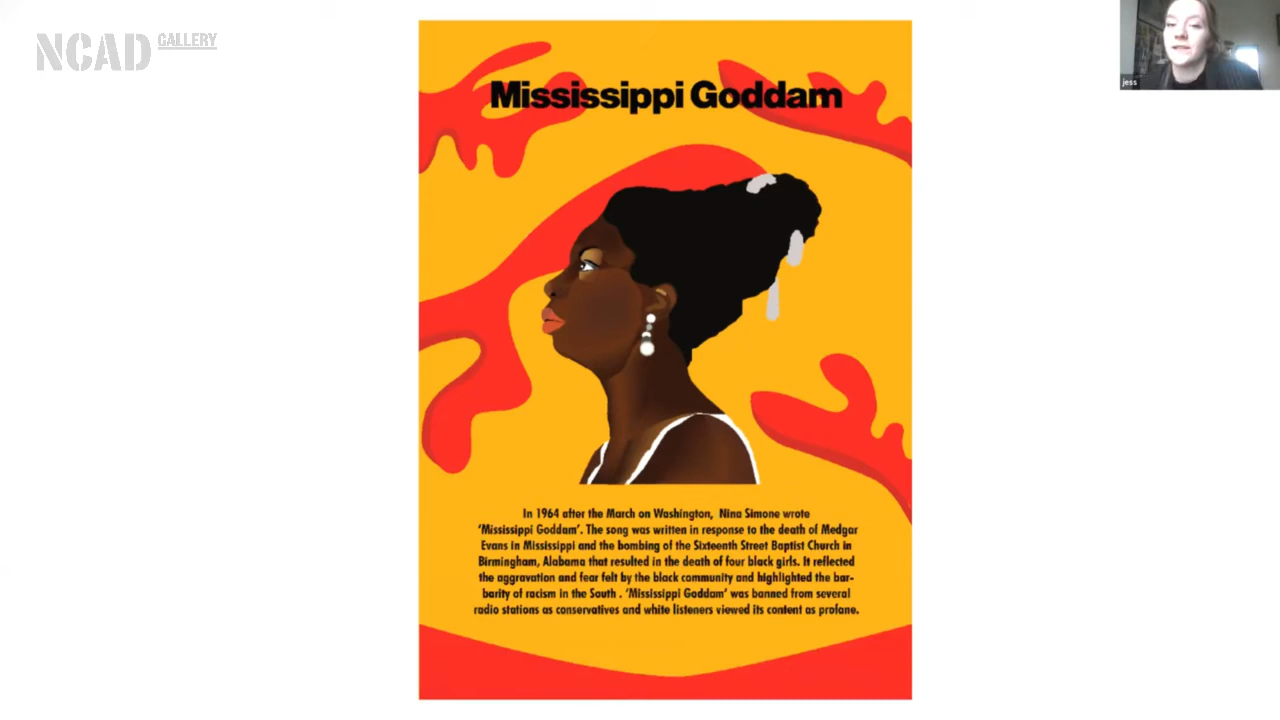 NCAD GALLERY
jess
Mississippi Goddam
In 1964 after the March on Washington, Nina Simone wrote
‘Mississippi Goddam’. The song was written in response to the death of Medgar
Evans in Mississippi and the bombing of the Sixteenth Street Baptist Church in
Birmingham, Alabama that resulted in the death of four black girls. It reflected
the aggravation and fear felt by the black community and highlighted the bar-
barity of racism in the South . ‘Mississippi Goddam’ was banned from several
radio stations as conservatives and white listeners viewed its content as profane.